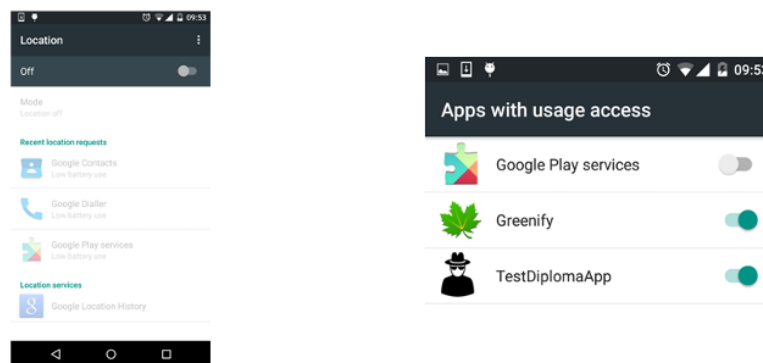 09:53
Location
Off
Mode
Location off
Recent location requests
Google Contacts
Low battery use
Google Dialler
Low battery use
Google Play services
Low battery use
Location services
8
Google Location History
09:53
Apps with usage access
Google Play services
Greenify
TestDiplomaApp